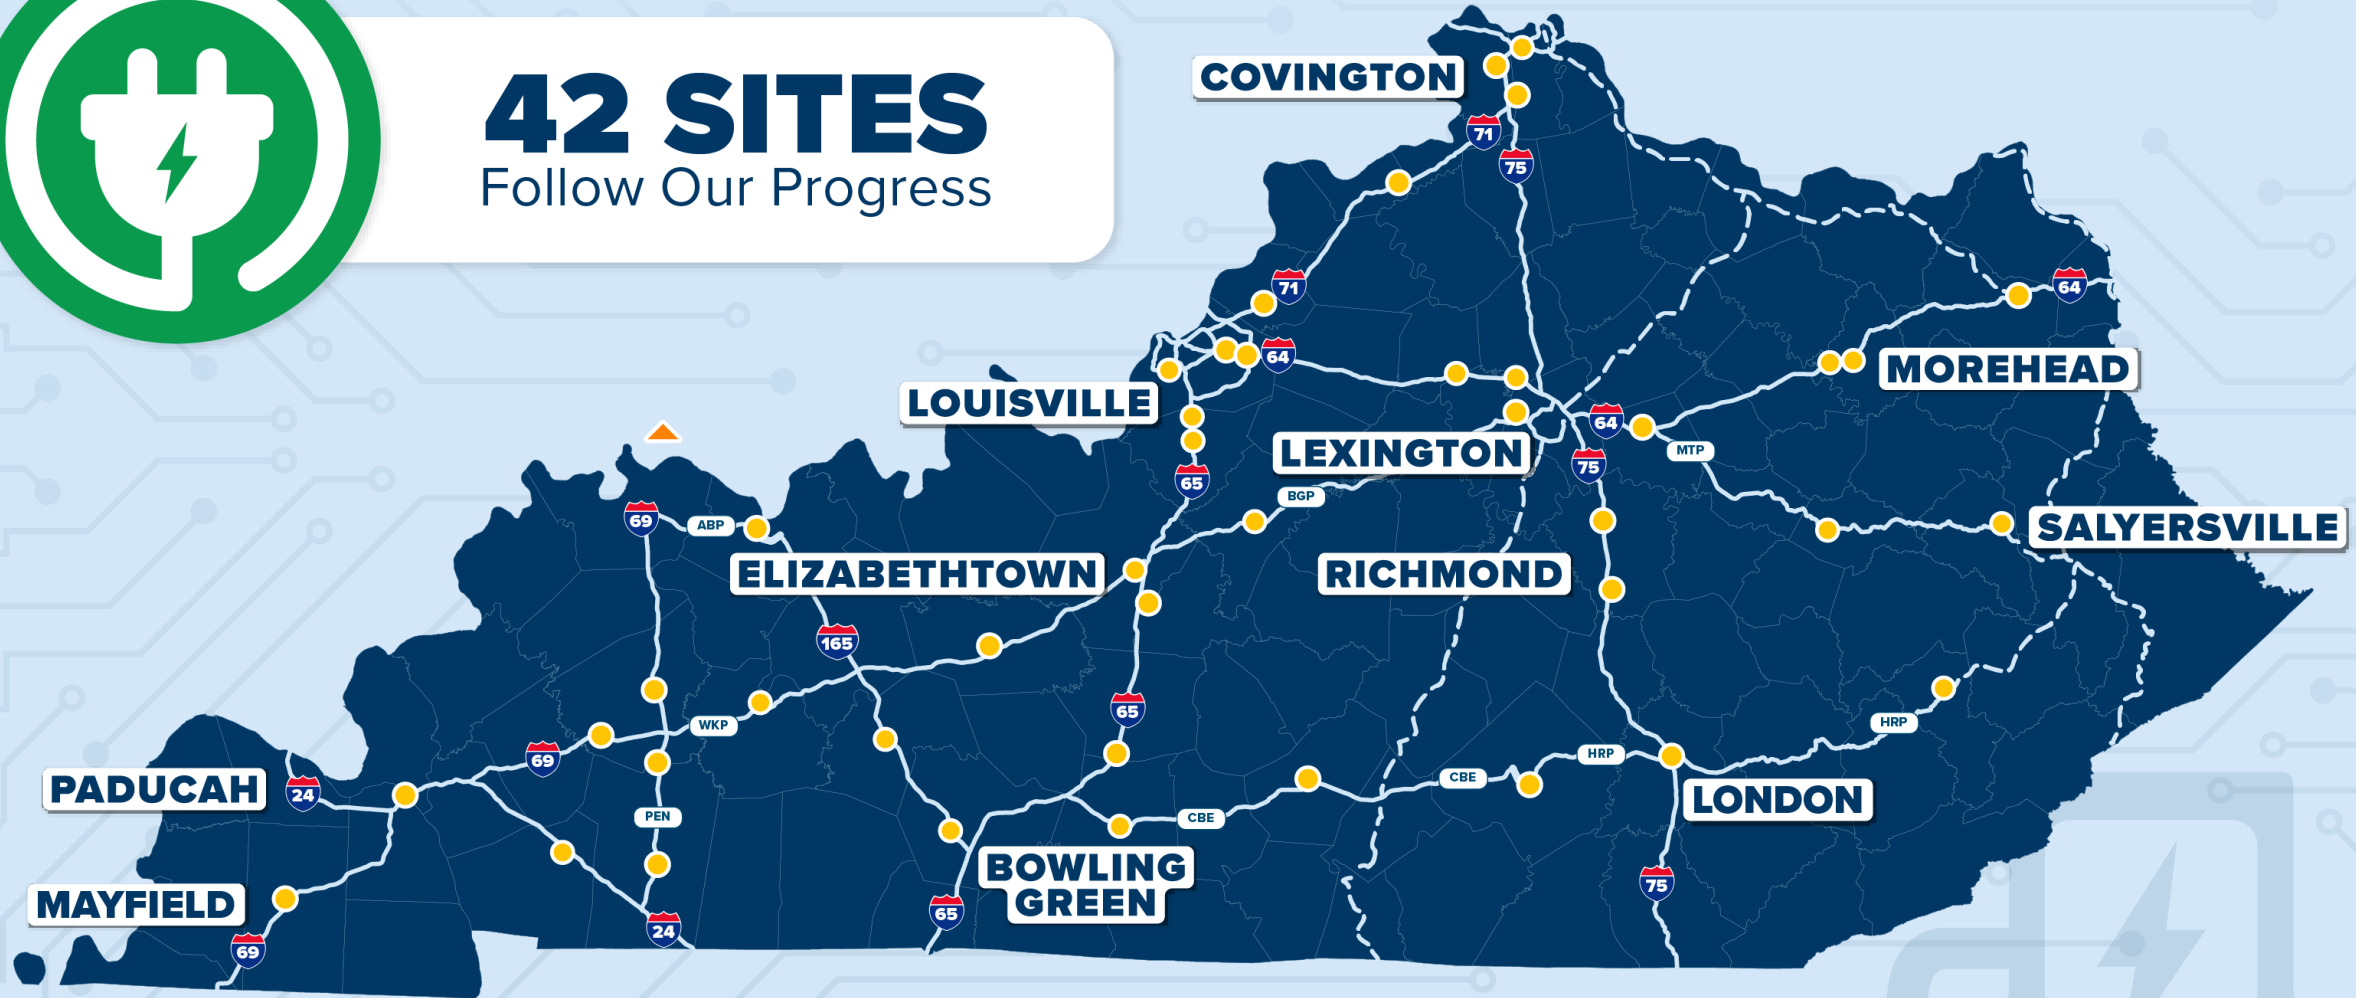 42 SITES
Follow Our Progress
COVINGTON
71
75
71
64
64
MOREHEAD
LOUISVILLE
64
LEXINGTON
MTP
75
65
BGP
69
ABP
SALYERSVILLE
ELIZABETHTOWN
RICHMOND
165
65
WKP
HRP
69
HRP
CBE
PADUCAH
24
LONDON
PEN
CBE
BOWLING
GREEN
75
MAYFIELD
65
24
69